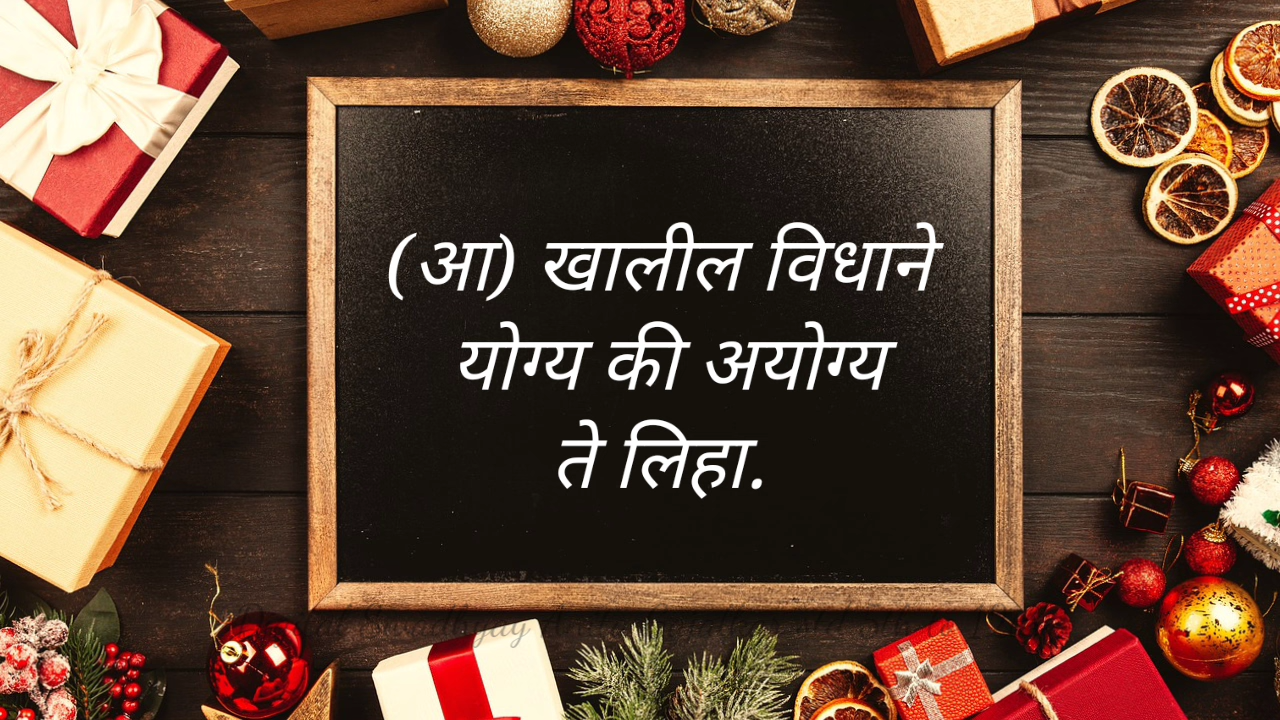 (आ) खालील विधाने
योग्य की अयोग्य
ते लिहा.